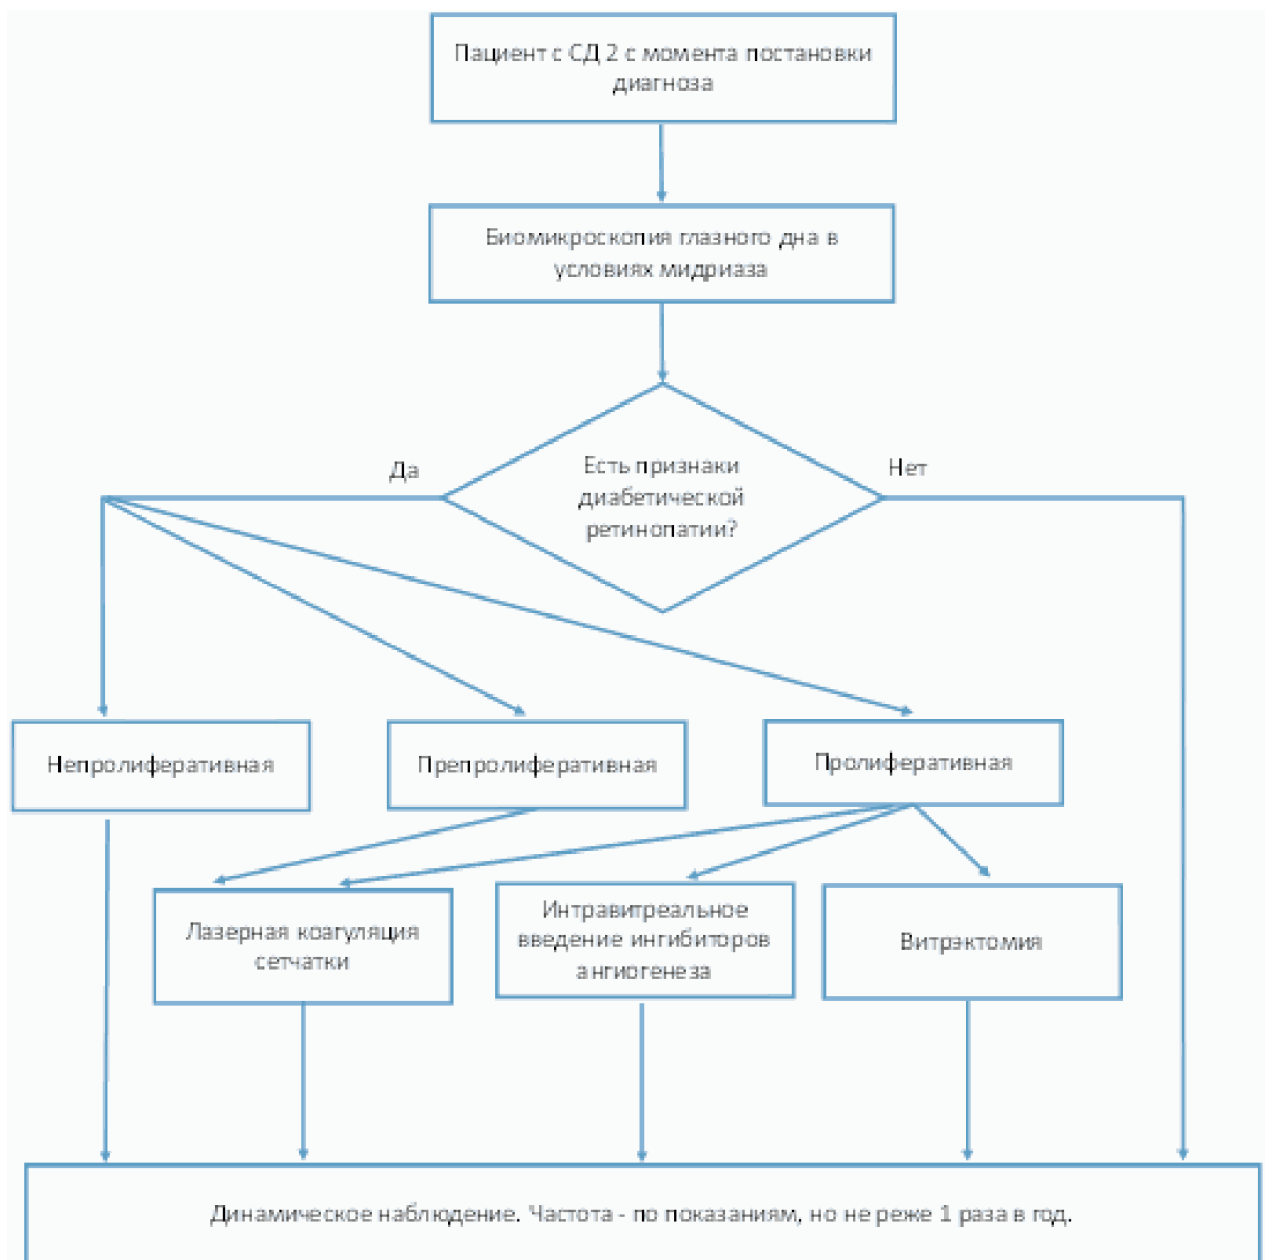 Пациент с СД 2 с момента постановки
диагноза
Биомикроскопия глазного дна в
условиях мидриаза
Да
Есть признаки
диабетической
ретинопатии?
Нет
Непролиферативная
Препролиферативная
Пролиферативная
Лазерная коагуляция
сетчатки
Интравитреальное
введение ингибиторов
ангиогенеза
Витрэктомия
Динамическое наблюдение. Частота - по показаниям, но не реже 1 раза в год.